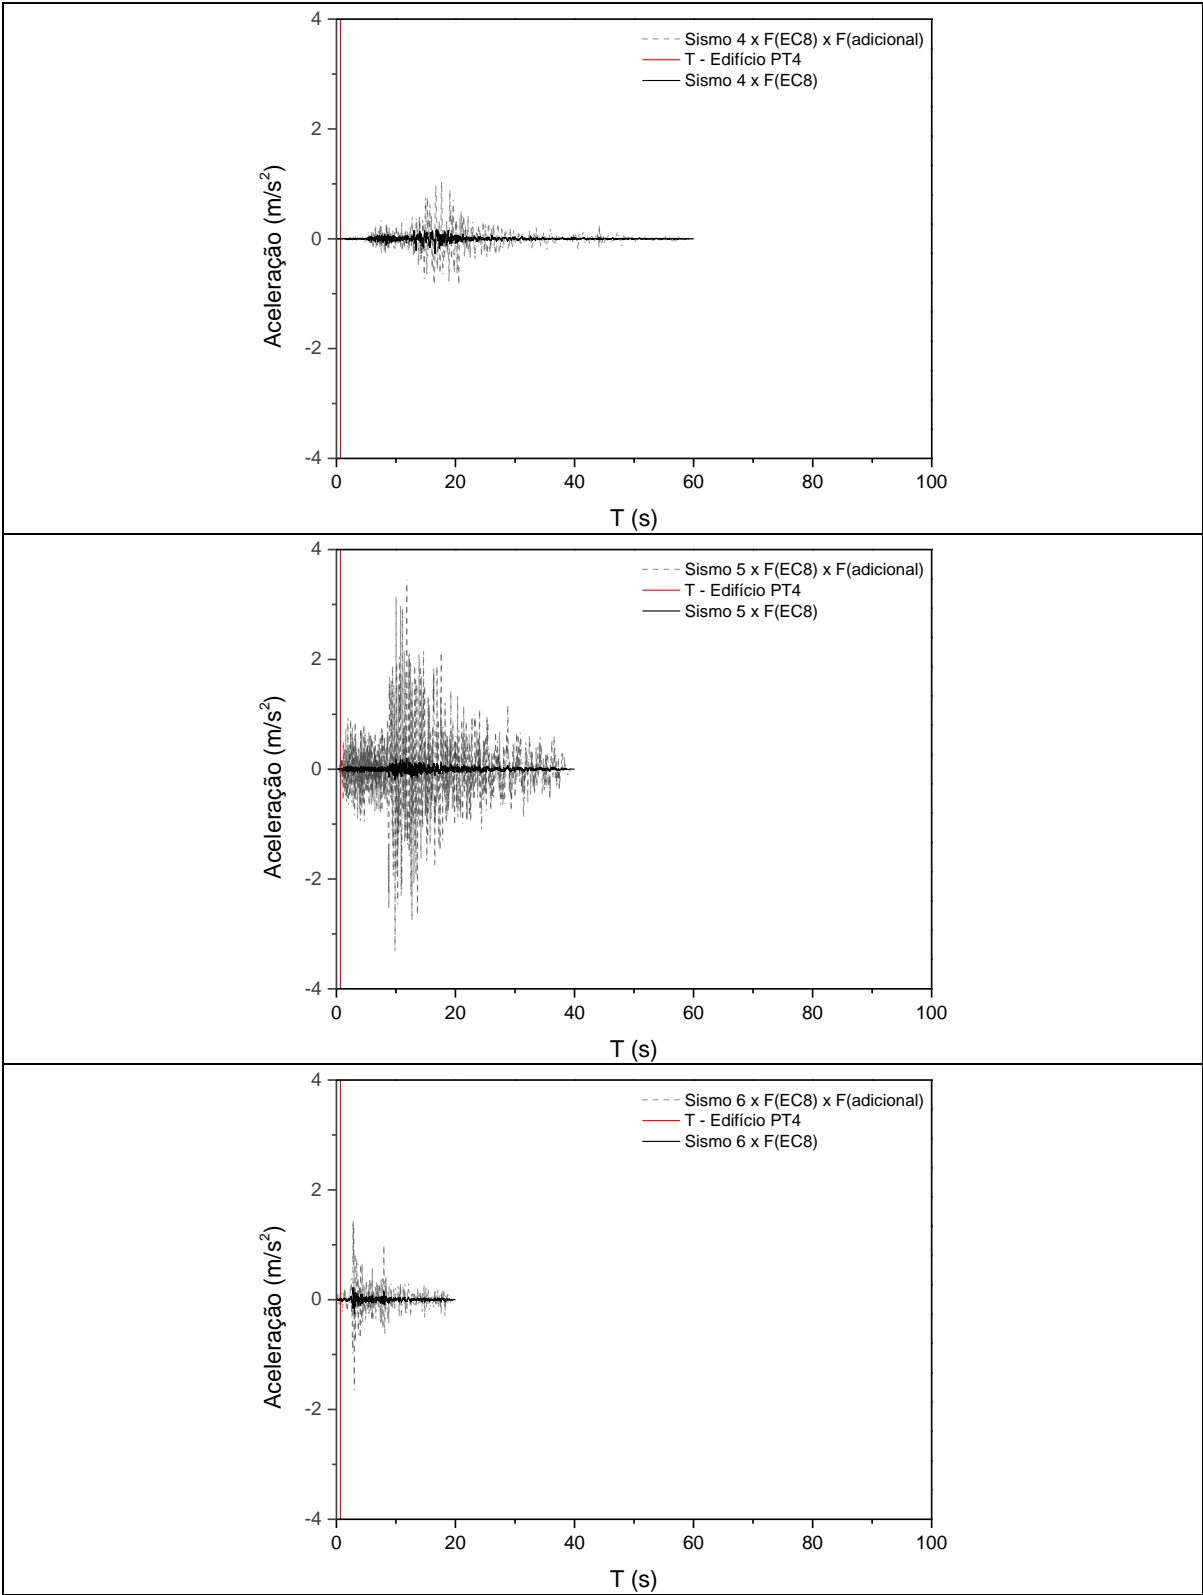 4
Sismo 4 x F(EC8) x F(adicional)
T - Edifício PT4
Sismo 4 x F(EC8)
2
Aceleração (m/s²)
0
-2
-4
0 20 40 60 80 100
T (s)
4
Sismo 5 x F(EC8) x F(adicional)
T - Edifício PT4
Sismo 5 x F(EC8)
2
Aceleração (m/s²)
0
-2
-4
0 20 40 60 80 100
T (s)
4
Sismo 6 x F(EC8) x F(adicional)
T - Edifício PT4
Sismo 6 x F(EC8)
2
Aceleração (m/s²)
0
-2
-4
0 20 40 60 80 100
T (s)